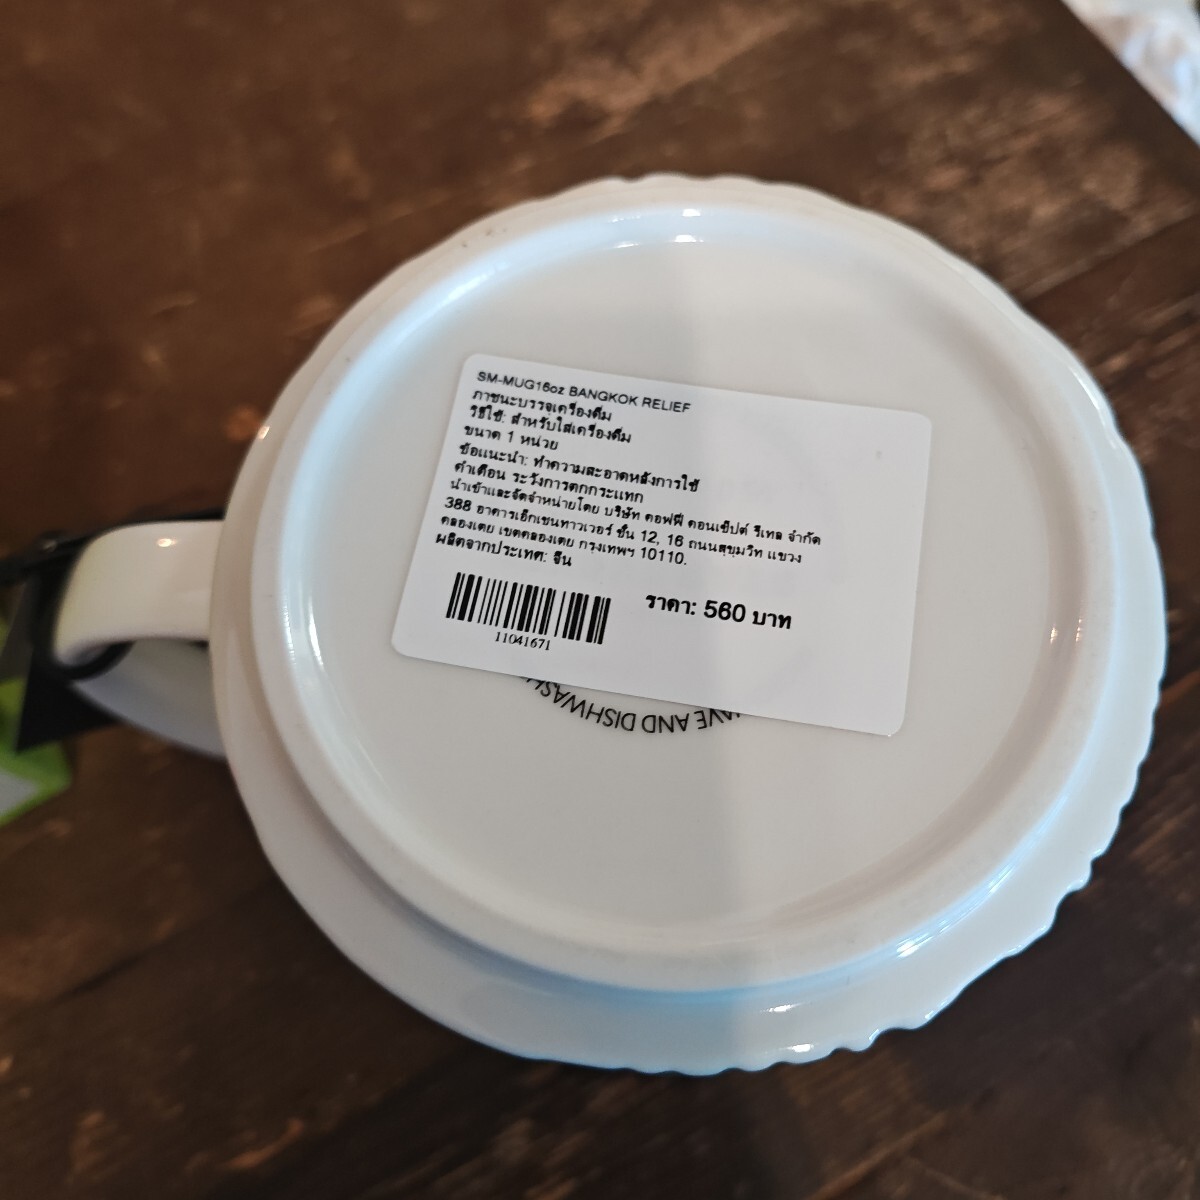 SM-MUG16oz BANGKOK RELIEF
ภาชนะบรรจุเครื่องดื่ม
วิธีใช้: สำหรับใส่เครื่องดื่ม
ขนาด 1 หน่วย
ข้อแนะนำ: ทำความสะอาดหลังการใช้
คำเตือน ระวังการตกกระแทก
นำเข้าและจัดจำหน่ายโดย บริษัท คอฟฟี่ คอนเซ็ปต์ รีเทล จำกัด
388 อาคารเอ็กเชนทาวเวอร์ ชั้น 12, 16 ถนนสุขุมวิท แขวง
คลองเตย เขตคลองเตย กรุงเทพฯ 10110.
ผลิตจากประเทศ: จีน
ราคา: 560 บาท
11041671
AVE AND DISHWASH